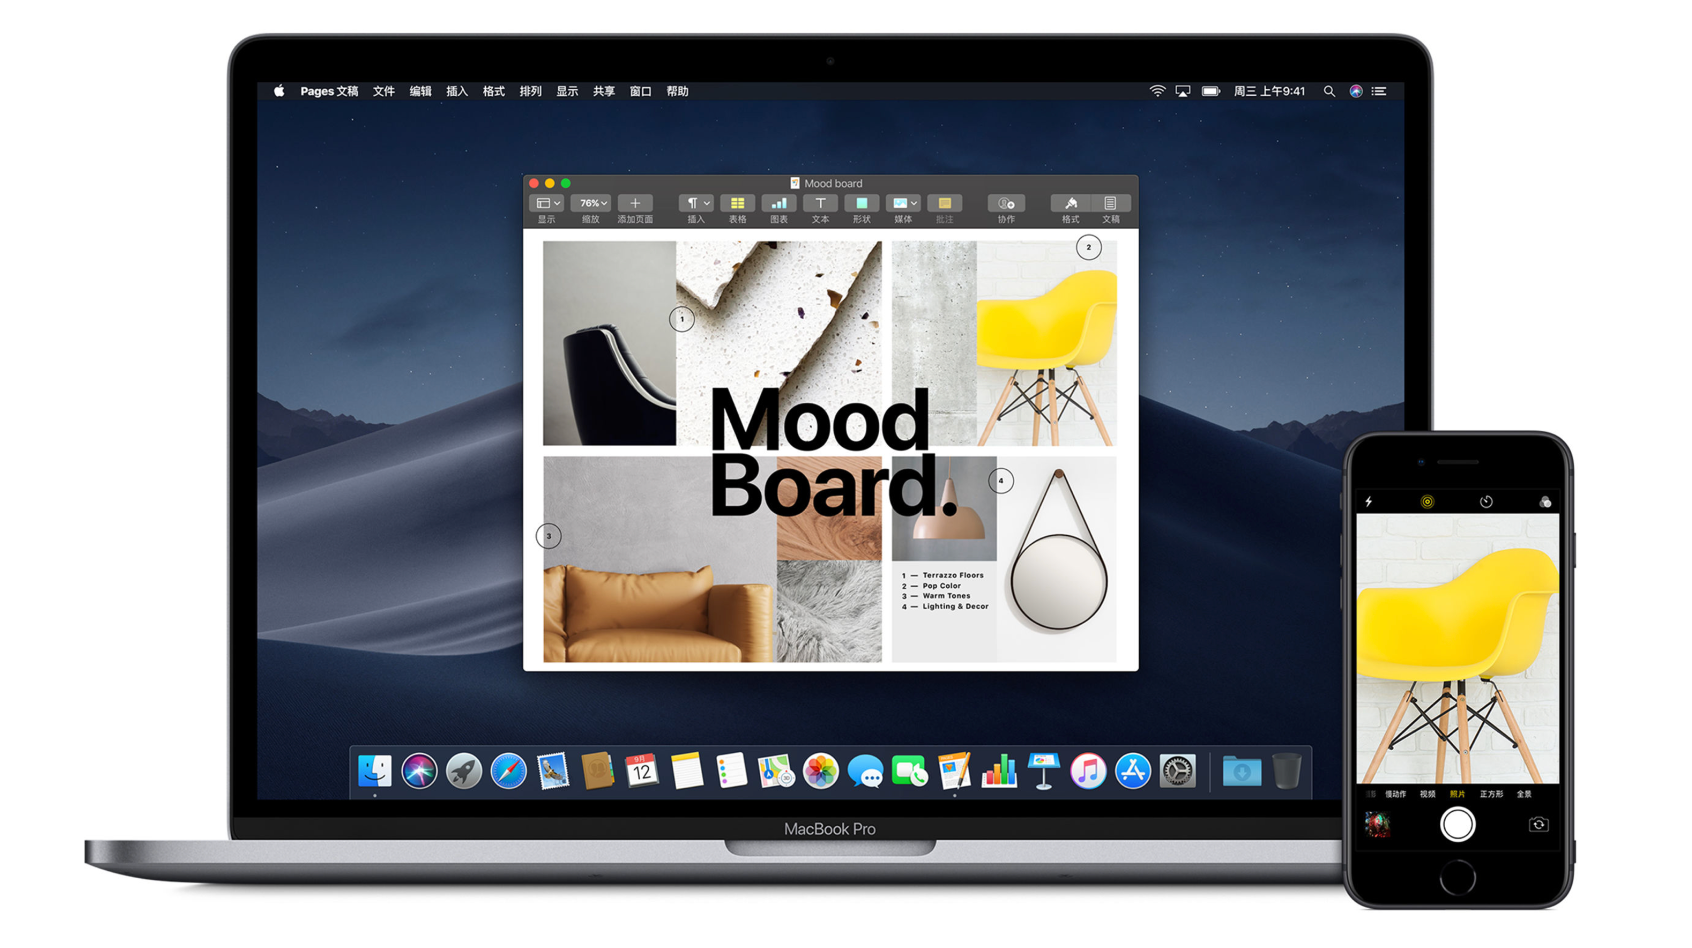 Pages 文稿 文件 编辑 插入 格式 排列 显示 共享 窗口 帮助 周三 上午9:41
Mood board
76%
显示 缩放 添加页面 插入 表格 图表 文本 形状 媒体 批注 协作 格式 文稿
2
1
Mood
Board.
4
3
1 — Terrazzo Floors
2 — Pop Color
3 — Warm Tones
4 — Lighting & Decor
9月
12
MacBook Pro
慢动作 视频 照片 正方形 全景